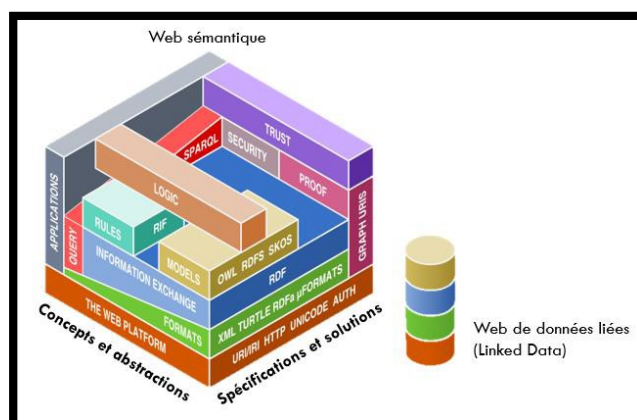 Web sémantique
TRUST
SPARQL
SECURITY
PROOF
LOGIC
APPLICATIONS
GRAPH URIS
RULES
RIF
QUERY
INFORMATION EXCHANGE
MODELS
OWL RDFS SKOS
RDF
FORMATS
XML TURTLE RDFa µFORMATS
THE WEB PLATFORM
URI/IRI HTTP UNICODE AUTH
Concepts et abstractions
Spécifications et solutions
Web de données liées
(Linked Data)